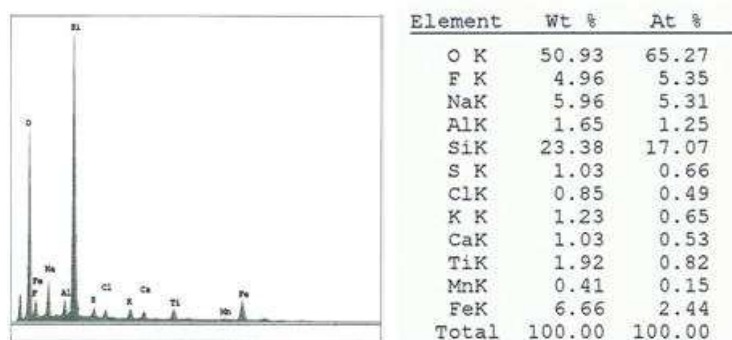 Si
O
Fe
F
Na
Al
S
Cl
K
Ca
Ti
Mn
Fe
Element Wt % At %
O K 50.93 65.27
F K 4.96 5.35
NaK 5.96 5.31
AlK 1.65 1.25
SiK 23.38 17.07
S K 1.03 0.66
ClK 0.85 0.49
K K 1.23 0.65
CaK 1.03 0.53
TiK 1.92 0.82
MnK 0.41 0.15
FeK 6.66 2.44
Total 100.00 100.00